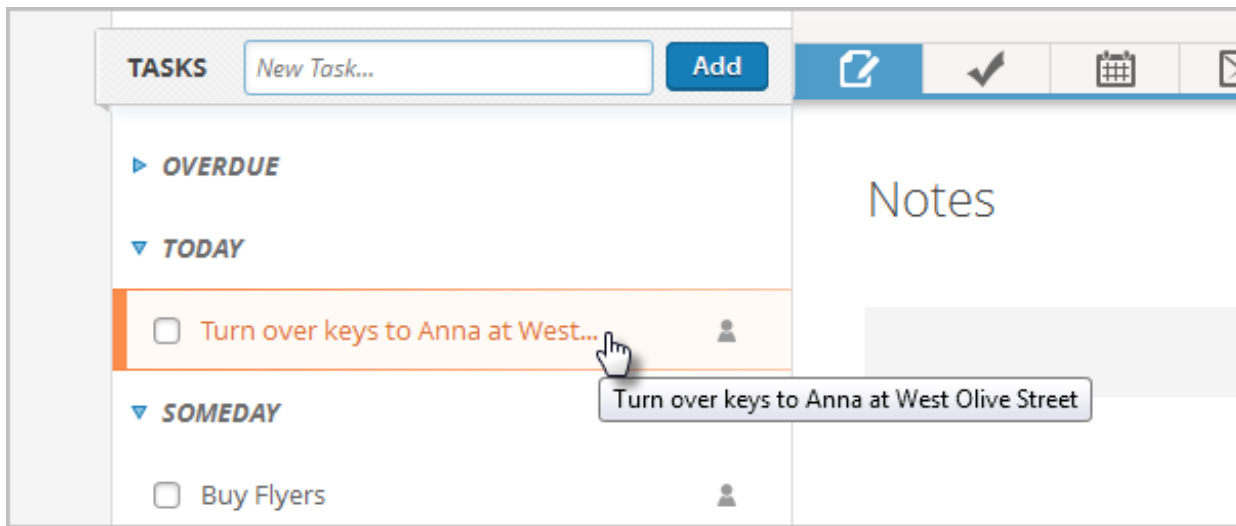 TASKS New Task... Add
OVERDUE
Notes
TODAY
Turn over keys to Anna at West...
Turn over keys to Anna at West Olive Street
SOMEDAY
Buy Flyers